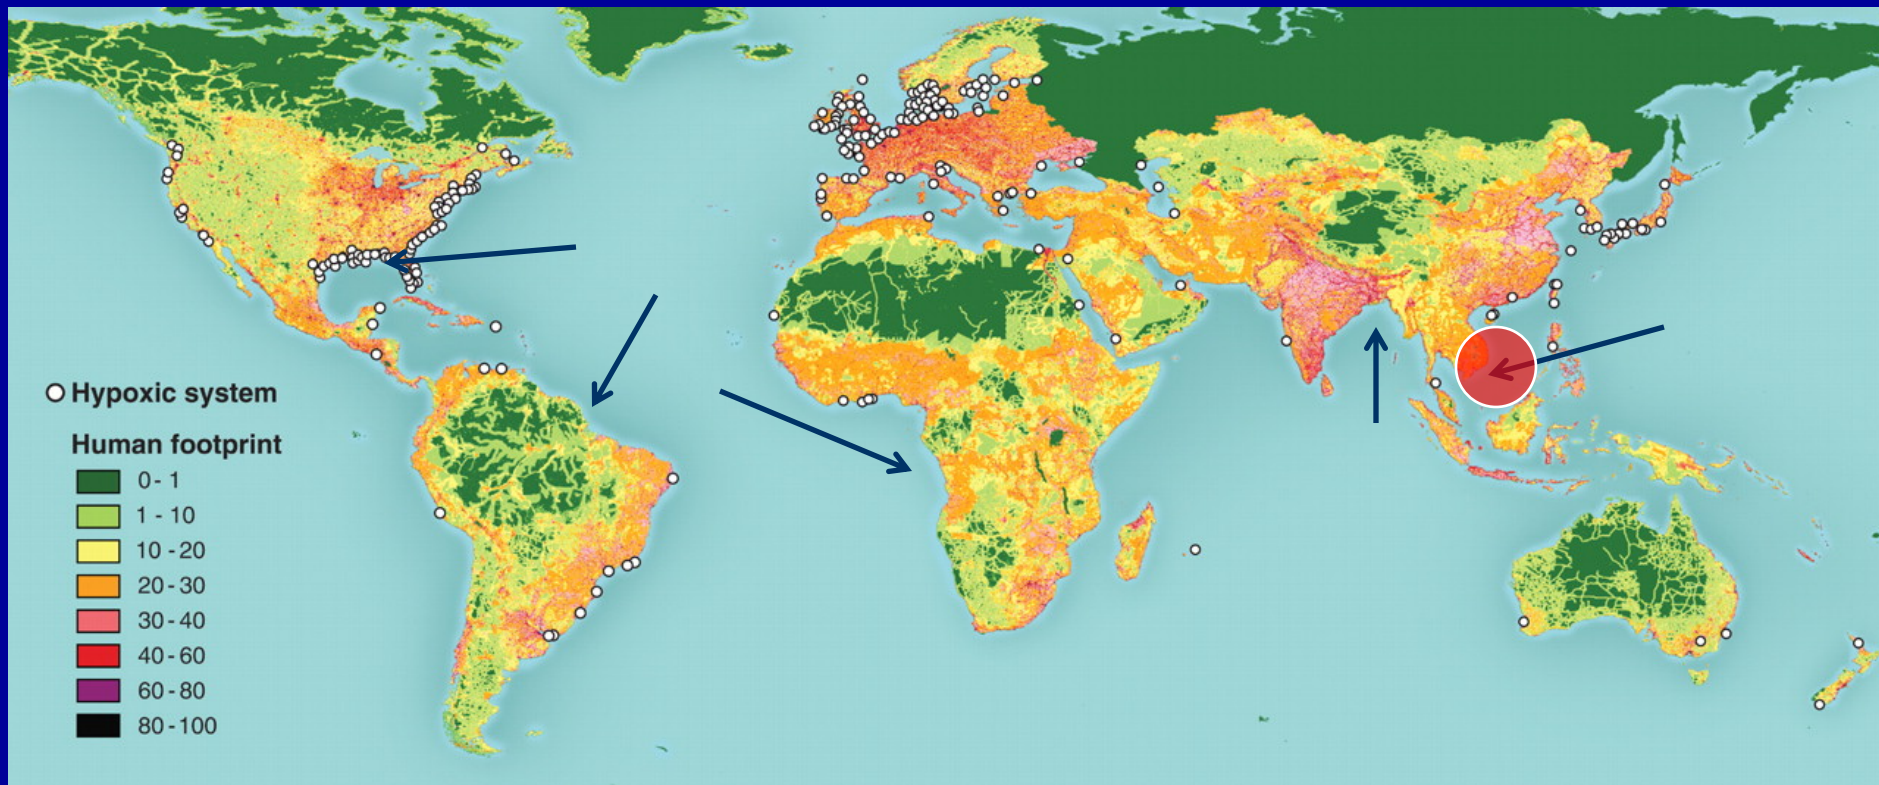 Hypoxic system
Human footprint
0 - 1
1 - 10
10 - 20
20 - 30
30 - 40
40 - 60
60 - 80
80 - 100